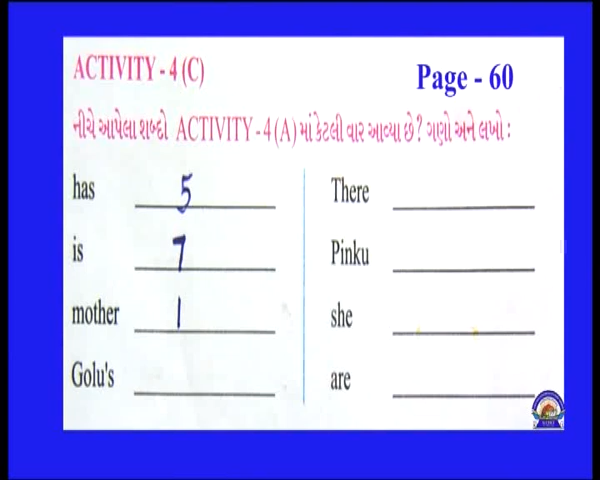 ACTIVITY - 4 (C)
Page - 60
નીચે આપેલા શબ્દો ACTIVITY - 4 (A) માં કેટલી વાર આવ્યા છે? ગણો અને લખો :
has 5
is 7
mother 1
Golu's
There
Pinku
she
are